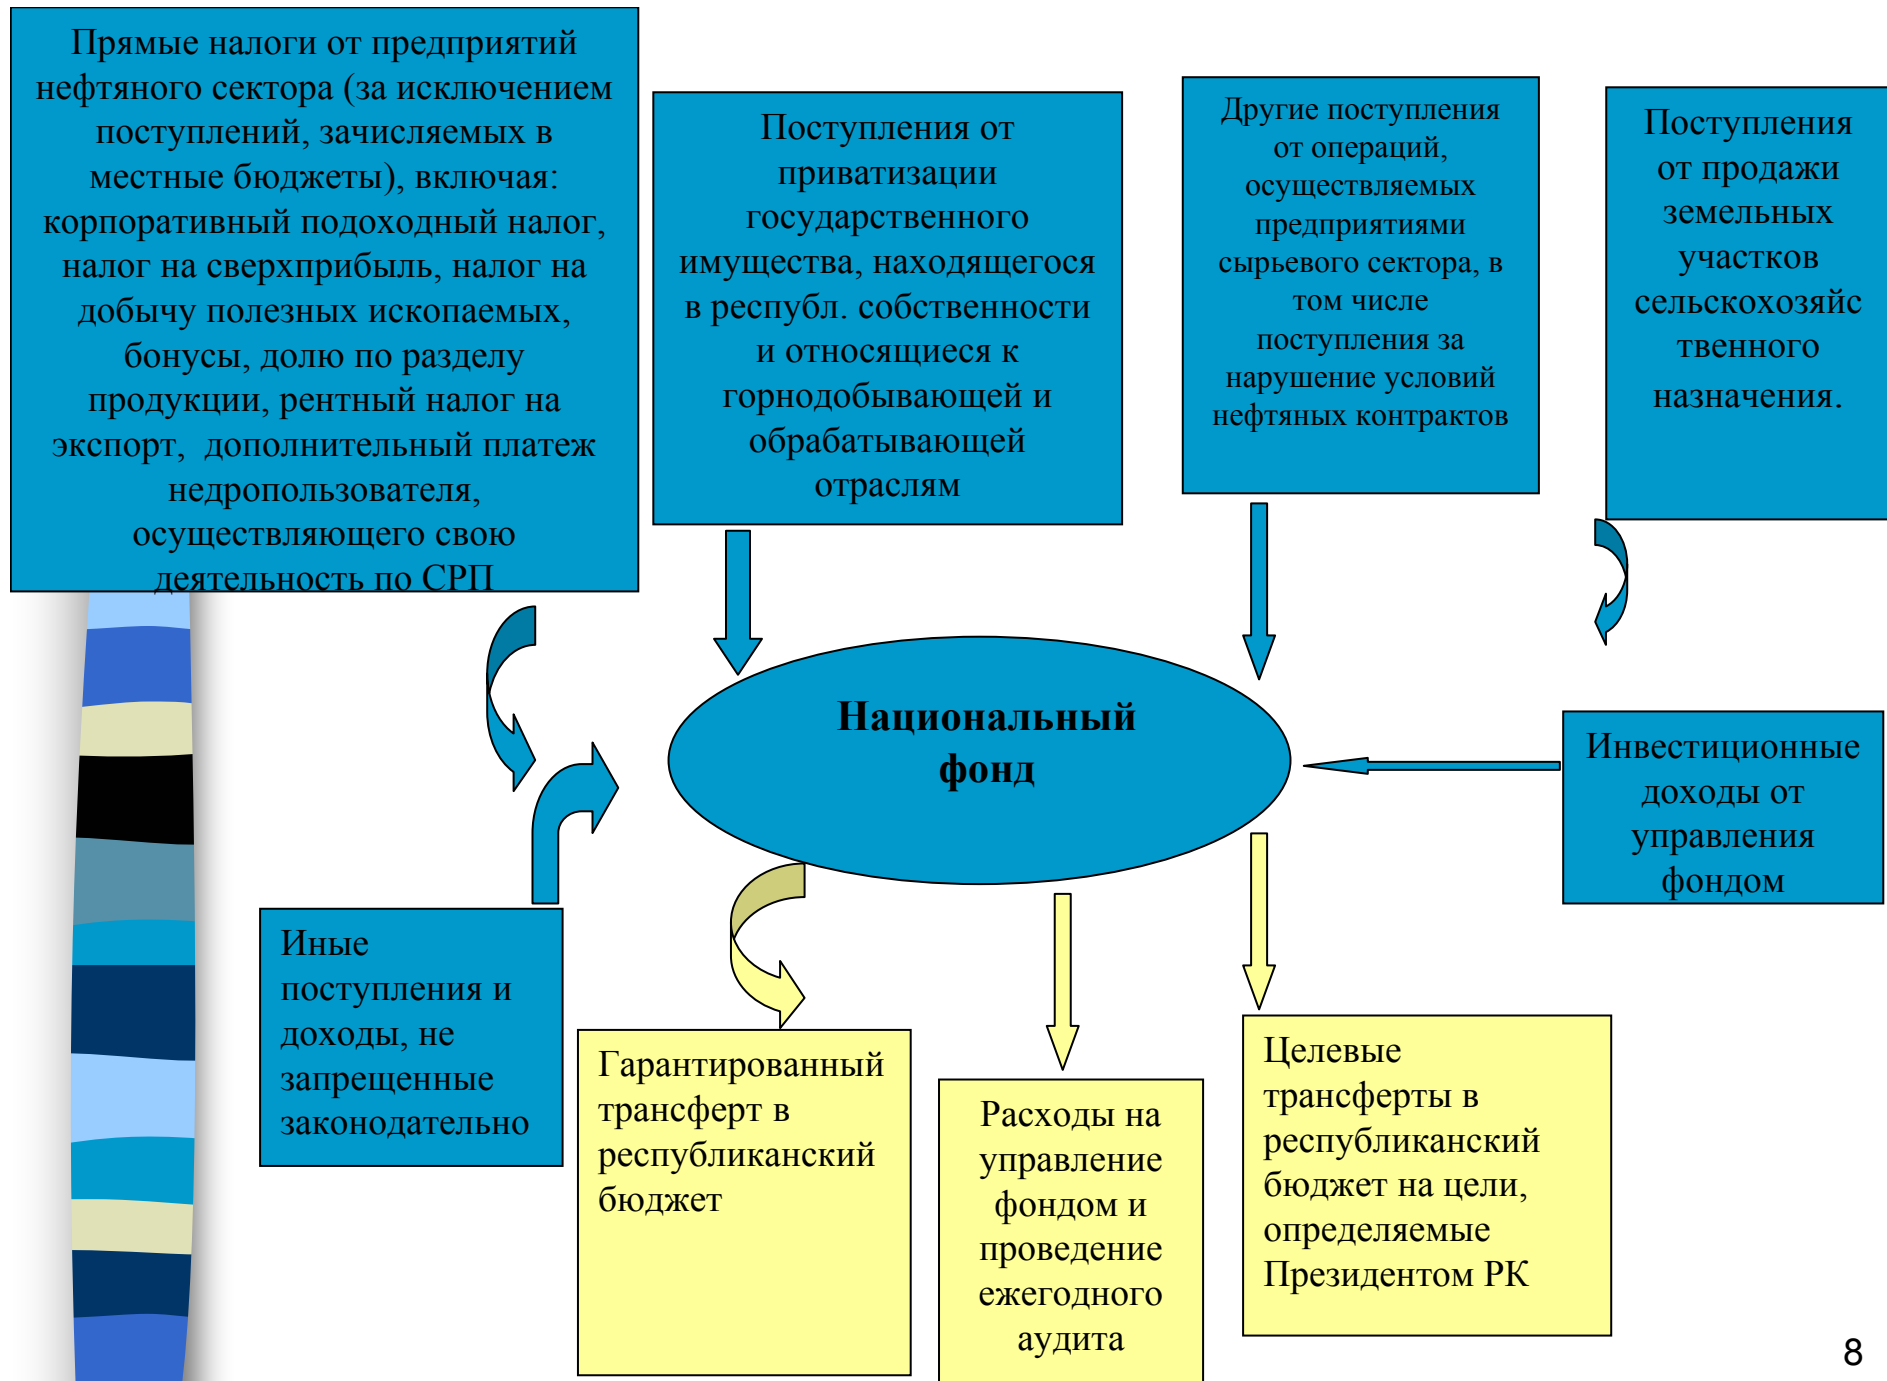 Прямые налоги от предприятий
нефтяного сектора (за исключением
поступлений, зачисляемых в
местные бюджеты), включая:
корпоративный подоходный налог,
налог на сверхприбыль, налог на
добычу полезных ископаемых,
бонусы, долю по разделу
продукции, рентный налог на
экспорт, дополнительный платеж
недропользователя,
осуществляющего свою
деятельность по СРП
Поступления от
приватизации
государственного
имущества, находящегося
в республ. собственности
и относящиеся к
горнодобывающей и
обрабатывающей
отраслям
Другие поступления
от операций,
осуществляемых
предприятиями
сырьевого сектора, в
том числе
поступления за
нарушение условий
нефтяных контрактов
Поступления
от продажи
земельных
участков
сельскохозяйс
твенного
назначения.
Национальный
фонд
Инвестиционные
доходы от
управления
фондом
Иные
поступления и
доходы, не
запрещенные
законодательно
Гарантированный
трансферт в
республиканский
бюджет
Расходы на
управление
фондом и
проведение
ежегодного
аудита
Целевые
трансферты в
республиканский
бюджет на цели,
определяемые
Президентом РК
8